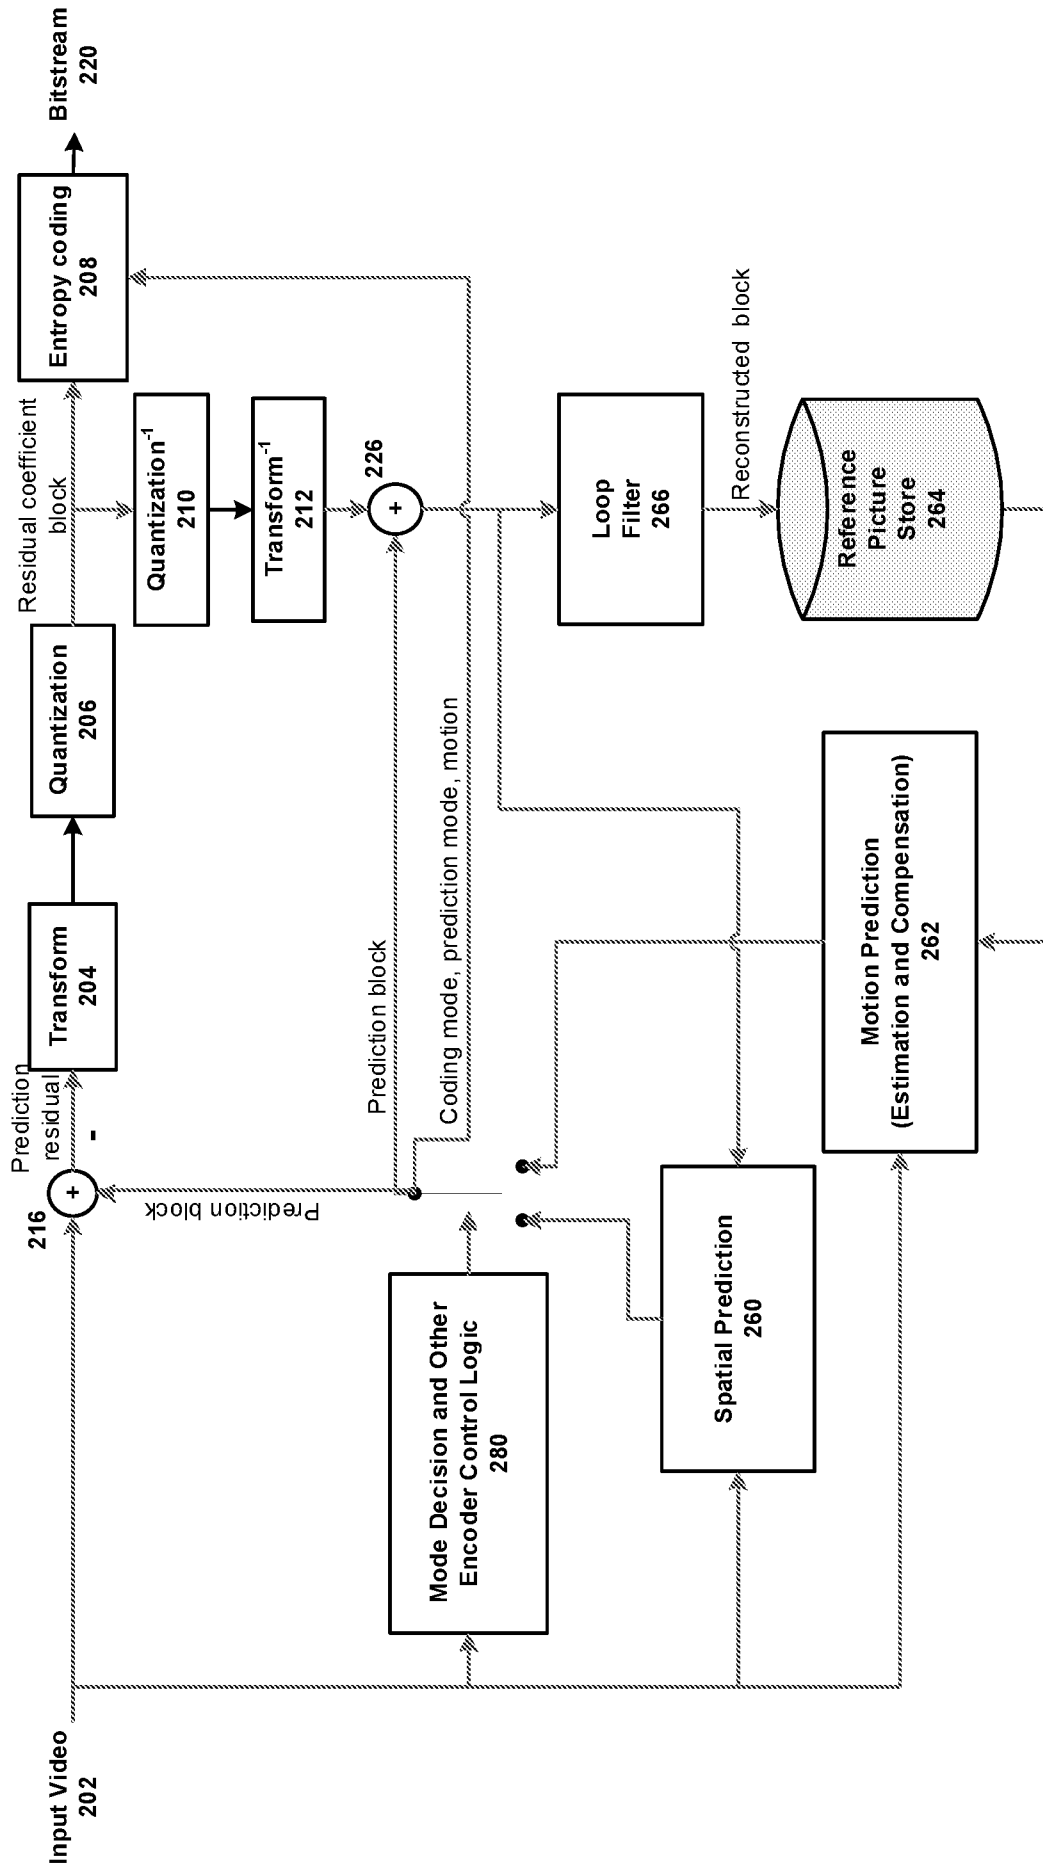 Input Video
202
216
Prediction
residual
-
+
Transform
204
Quantization
206
Residual coefficient
block
Entropy coding
208
Bitstream
220
Quantization-1
210
Transform-1
212
226
+
Prediction block
Prediction block
Coding mode, prediction mode, motion
Mode Decision and Other
Encoder Control Logic
280
Loop
Filter
266
Reconstructed block
Spatial Prediction
260
Motion Prediction
(Estimation and Compensation)
262
Reference
Picture
Store
264